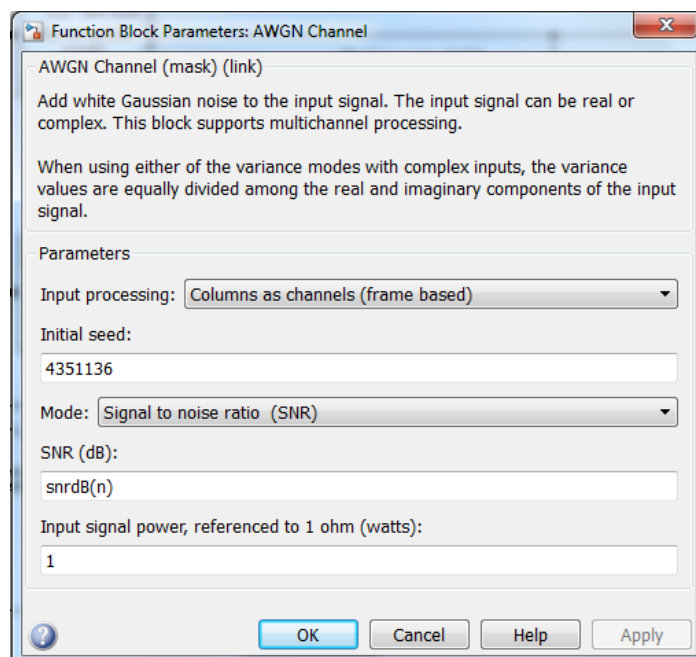 Function Block Parameters: AWGN Channel
AWGN Channel (mask) (link)
Add white Gaussian noise to the input signal. The input signal can be real or
complex. This block supports multichannel processing.
When using either of the variance modes with complex inputs, the variance
values are equally divided among the real and imaginary components of the input
signal.
Parameters
Input processing: Columns as channels (frame based)
Initial seed:
4351136
Mode: Signal to noise ratio (SNR)
SNR (dB):
snrdB(n)
Input signal power, referenced to 1 ohm (watts):
1
OK Cancel Help Apply